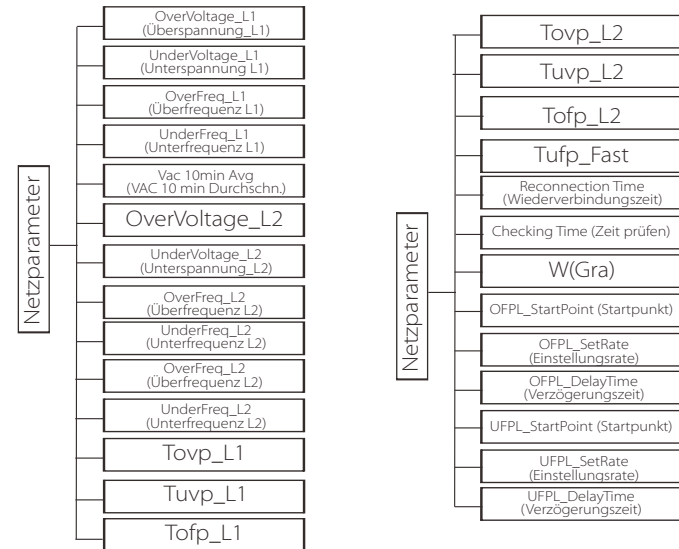 Netzparameter
OverVoltage_L1
(Überspannung_L1)
UnderVoltage_L1
(Unterspannung L1)
OverFreq_L1
(Überfrequenz L1)
UnderFreq_L1
(Unterfrequenz L1)
Vac 10min Avg
(VAC 10 min Durchschn.)
OverVoltage_L2
UnderVoltage_L2
(Unterspannung_L2)
OverFreq_L2
(Überfrequenz L2)
UnderFreq_L2
(Unterfrequenz L2)
OverFreq_L2
(Überfrequenz L2)
UnderFreq_L2
(Unterfrequenz L2)
Tovp_L1
Tuvp_L1
Tofp_L1
Netzparameter
Tovp_L2
Tuvp_L2
Tofp_L2
Tufp_Fast
Reconnection Time
(Wiederverbindungszeit)
Checking Time (Zeit prüfen)
W(Gra)
OFPL_StartPoint (Startpunkt)
OFPL_SetRate
(Einstellungsrate)
OFPL_DelayTime
(Verzögerungszeit)
UFPL_StartPoint (Startpunkt)
UFPL_SetRate
(Einstellungsrate)
UFPL_DelayTime
(Verzögerungszeit)